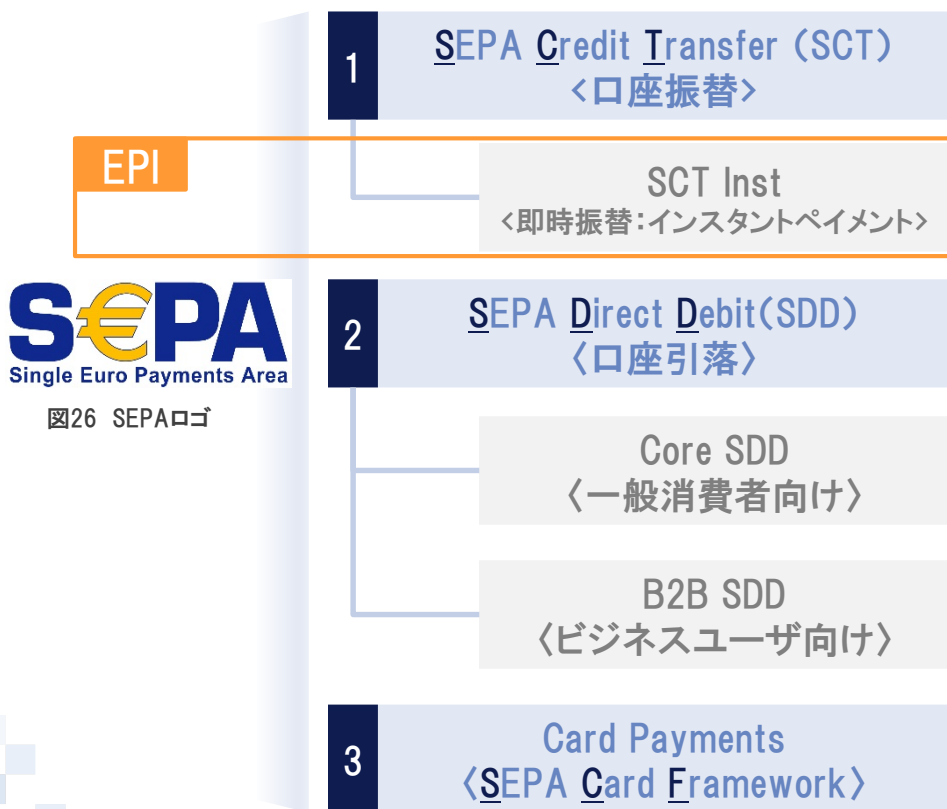 1
SEPA Credit Transfer (SCT)
<口座振替>
EPI
SCT Inst
<即時振替:インスタントペイメント>
S€PA
Single Euro Payments Area
図26 SEPAロゴ
2
SEPA Direct Debit(SDD)
〈口座引落〉
Core SDD
〈一般消費者向け〉
B2B SDD
〈ビジネスユーザ向け〉
3
Card Payments
〈SEPA Card Framework〉